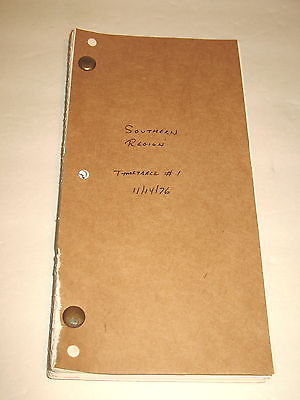 SOUTHERN
REGION
TIMETABLE #1
11/14/76